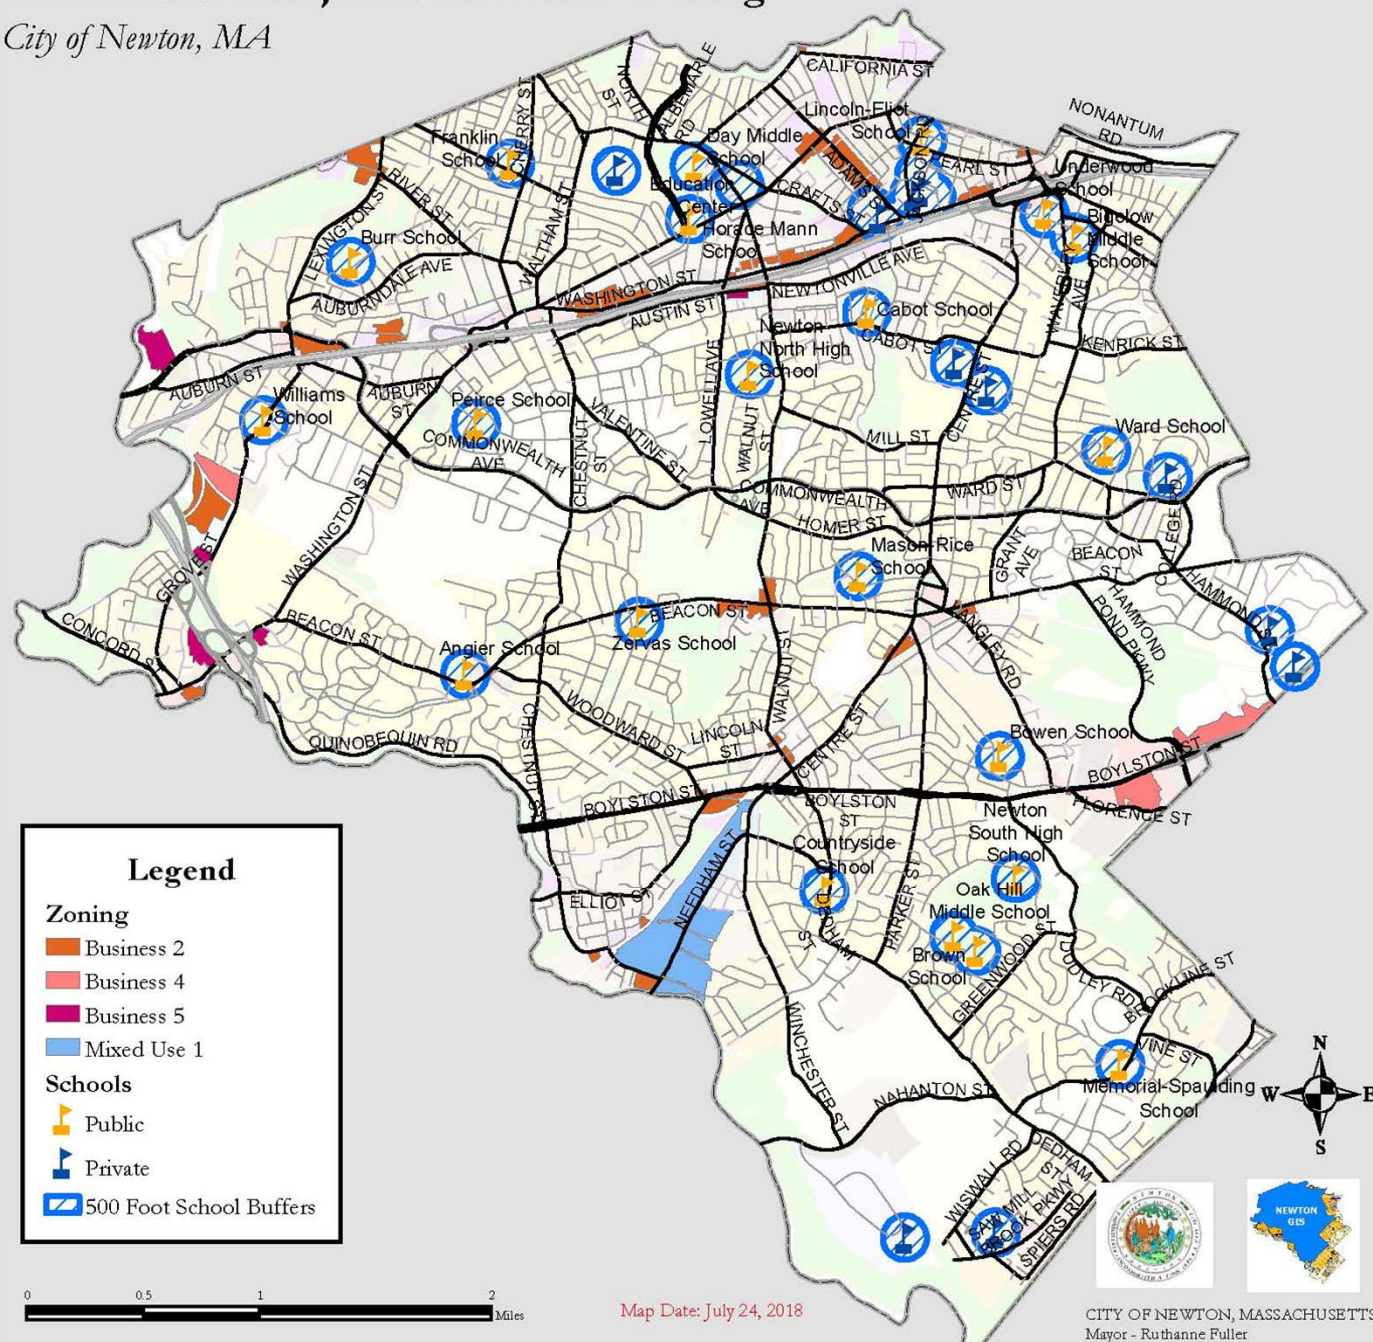 City of Newton, MA
CALIFORNIA ST
NORTH
ST
ALBEMARLE
RD
CHERRY ST
Lincoln-Eliot
School
NONANTUM
RD
Franklin
School
Day Middle
School
ADAMS S
JACKSON RD
PEARL ST
Underwood
School
Education
Center
CRAFTS ST
RIVER ST
LEXINGTON ST
WALTHAM ST
Burr School
Horace Mann
School
Bigelow
Middle
School
WAVERLEY
AVE
AUBURNDALE AVE
WASHINGTON ST
NEWTONVILLE AVE
AUSTIN ST
Cabot School
CABOT ST
Newton
North High
School
KENRICK ST
AUBURN ST
Williams
School
AUBURN
ST
Peirce School
LOWELL AVE
WALNUT
ST
CENTRE ST
VALENTINE ST
MILL ST
Ward School
COMMONWEALTH
AVE
CHESTNUT
ST
COMMONWEALTH
AVE
WARD ST
HOMER ST
COLLEGE RD
WASHINGTON ST
Mason-Rice
School
GRANT
AVE
BEACON
ST
GROVE ST
HAMMOND ST
HAMMOND
POND PKWY
CONCORD ST
BEACON ST
BEACON ST
Zervas School
Angier School
LANGLEY RD
WALNUT ST
WOODWARD ST
LINCOLN
ST
CENTRE ST
QUINOBEQUIN RD
CHESTNUT ST
Bowen School
BOYLSTON ST
BOYLSTON ST
BOYLSTON
ST
FLORENCE ST
Newton
South High
School
Countryside
School
NEEDHAM ST
PARKER ST
Oak Hill
Middle School
ELLIOT ST
DEDHAM
ST
Brown
School
GREENWOOD ST
DUDLEY RD
BROOKLINE ST
WINCHESTER ST
VINE ST
Memorial-Spaulding
School
NAHANTON ST
WISWALL RD
DEDHAM
ST
SAW MILL
BROOK PKWY
SPIERS RD
Legend
Zoning
Business 2
Business 4
Business 5
Mixed Use 1
Schools
Public
Private
500 Foot School Buffers
N
W
E
S
NEWTON
GIS
0
0.5
1
2
Miles
Map Date: July 24, 2018
CITY OF NEWTON, MASSACHUSETTS
Mayor - Ruthanne Fuller